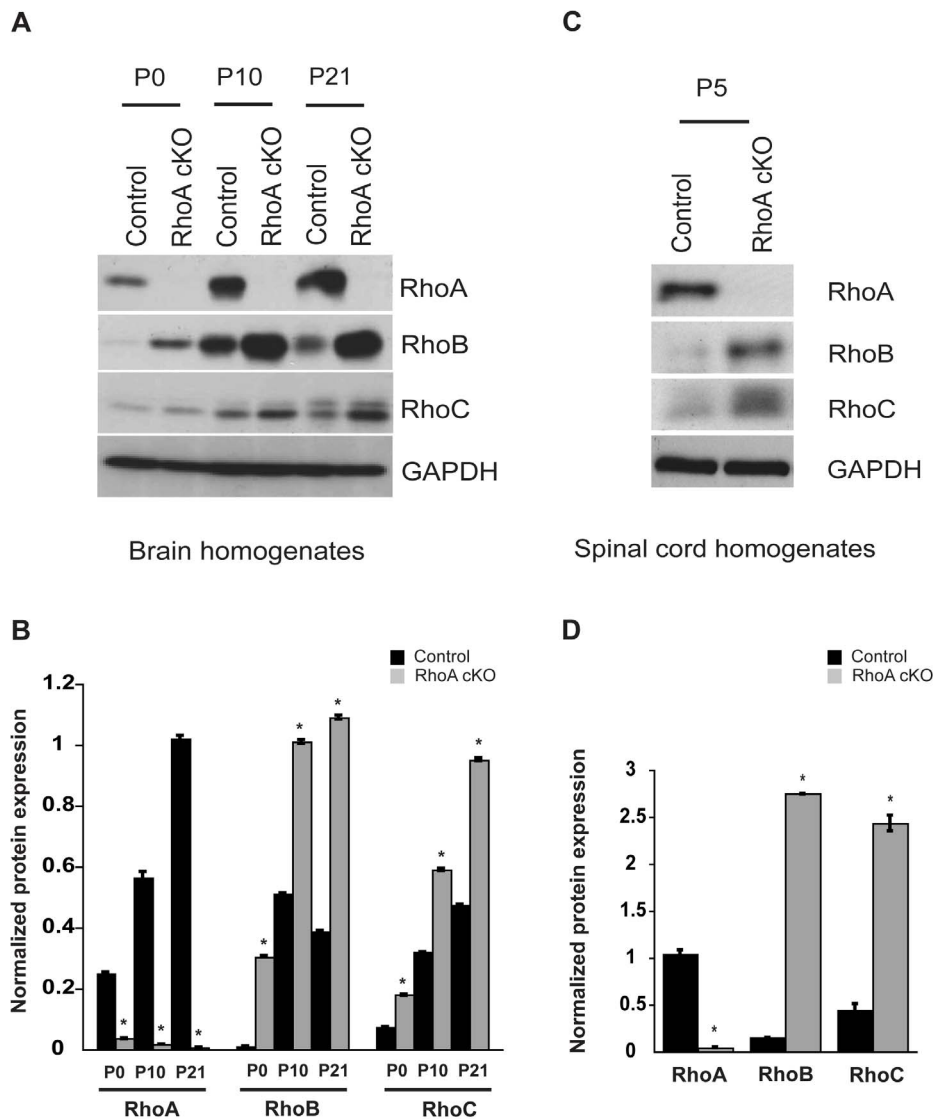 A
P0 P10 P21
Control RhoA cKO Control RhoA cKO Control RhoA cKO
RhoA
RhoB
RhoC
GAPDH
Brain homogenates
C
P5
Control RhoA cKO
RhoA
RhoB
RhoC
GAPDH
Spinal cord homogenates
B
Control
RhoA cKO
Normalized protein expression
1.2
1
0.8
0.6
0.4
0.2
0
* * * * * * * * *
P0 P10 P21 P0 P10 P21 P0 P10 P21
RhoA RhoB RhoC
D
Control
RhoA cKO
Normalized protein expression
3
2.5
2
1.5
1
0.5
0
* * *
RhoA RhoB RhoC